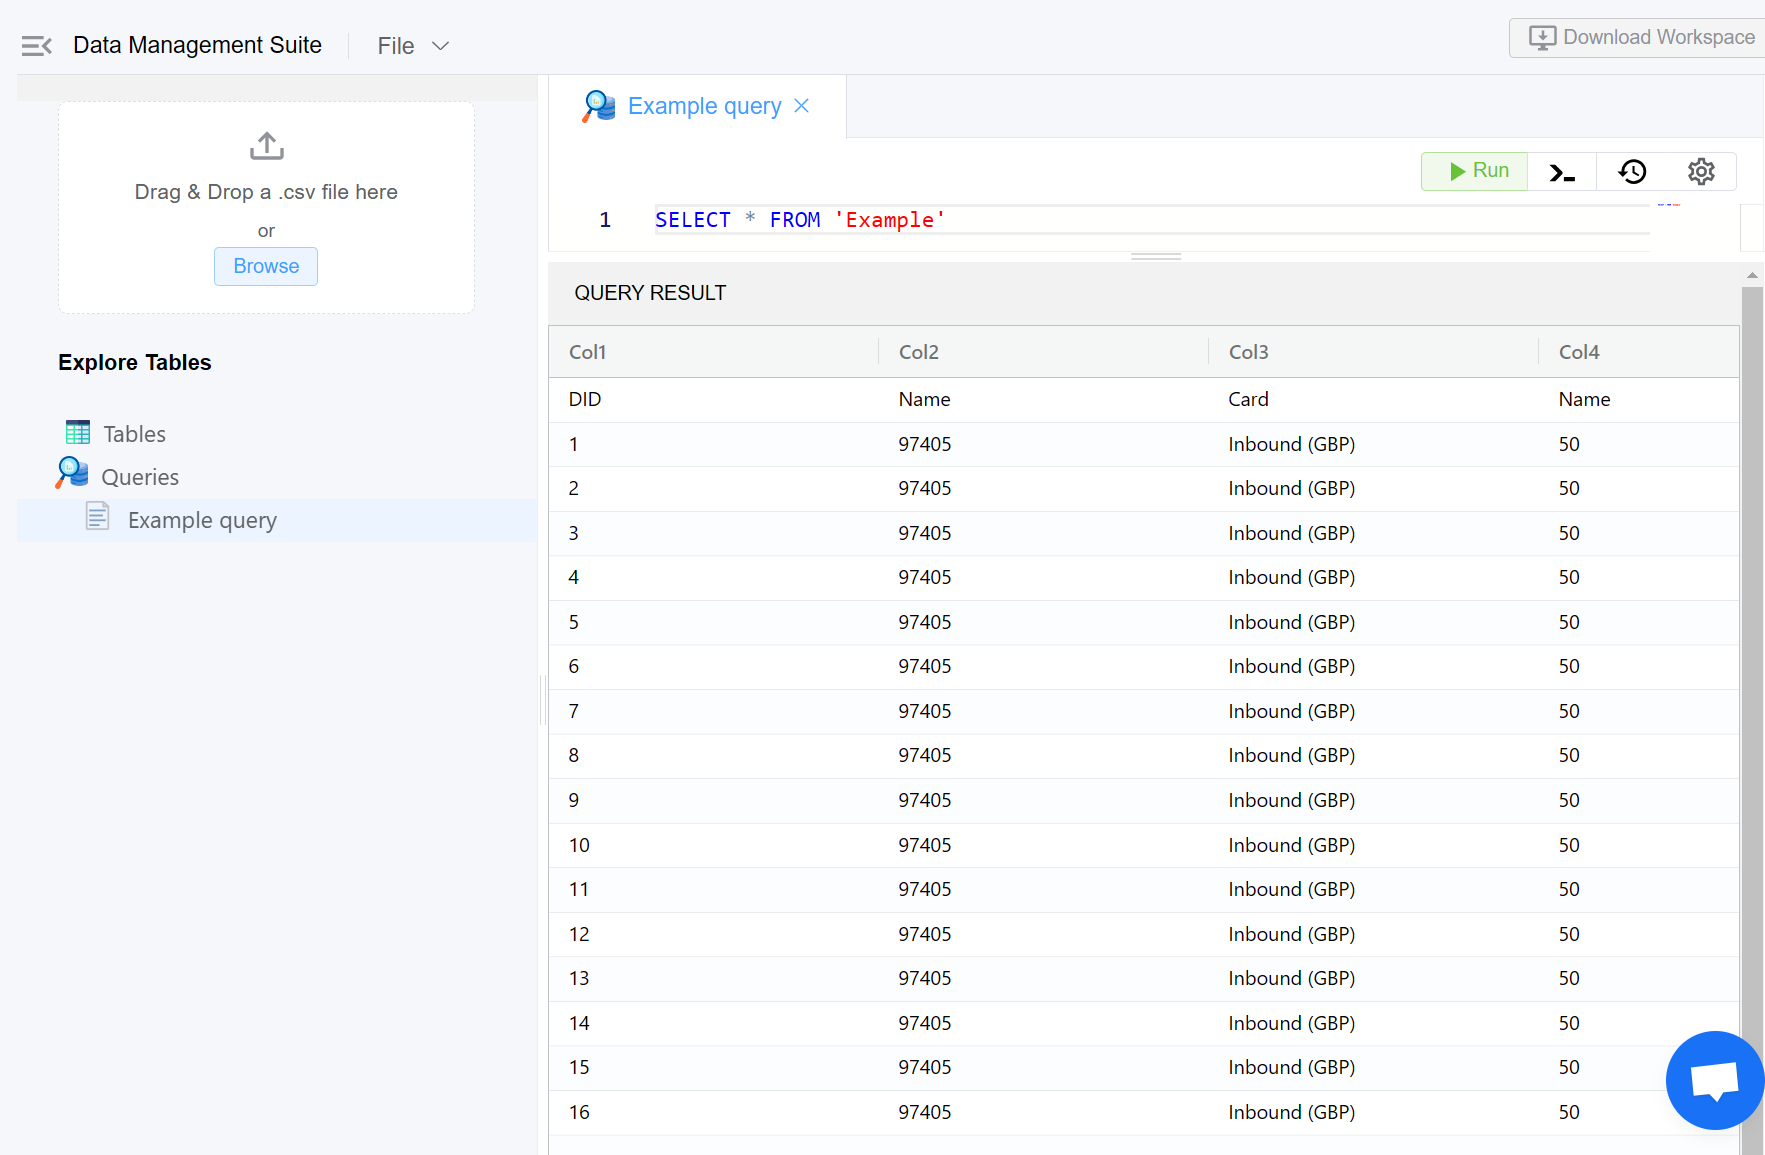 Data Management Suite File Download Workspace
Drag & Drop a .csv file here
or
Browse
Explore Tables
Tables
Queries
Example query
Example query
Run
1 SELECT * FROM 'Example'
QUERY RESULT
Col1 Col2 Col3 Col4
DID Name Card Name
1 97405 Inbound (GBP) 50
2 97405 Inbound (GBP) 50
3 97405 Inbound (GBP) 50
4 97405 Inbound (GBP) 50
5 97405 Inbound (GBP) 50
6 97405 Inbound (GBP) 50
7 97405 Inbound (GBP) 50
8 97405 Inbound (GBP) 50
9 97405 Inbound (GBP) 50
10 97405 Inbound (GBP) 50
11 97405 Inbound (GBP) 50
12 97405 Inbound (GBP) 50
13 97405 Inbound (GBP) 50
14 97405 Inbound (GBP) 50
15 97405 Inbound (GBP) 50
16 97405 Inbound (GBP) 50